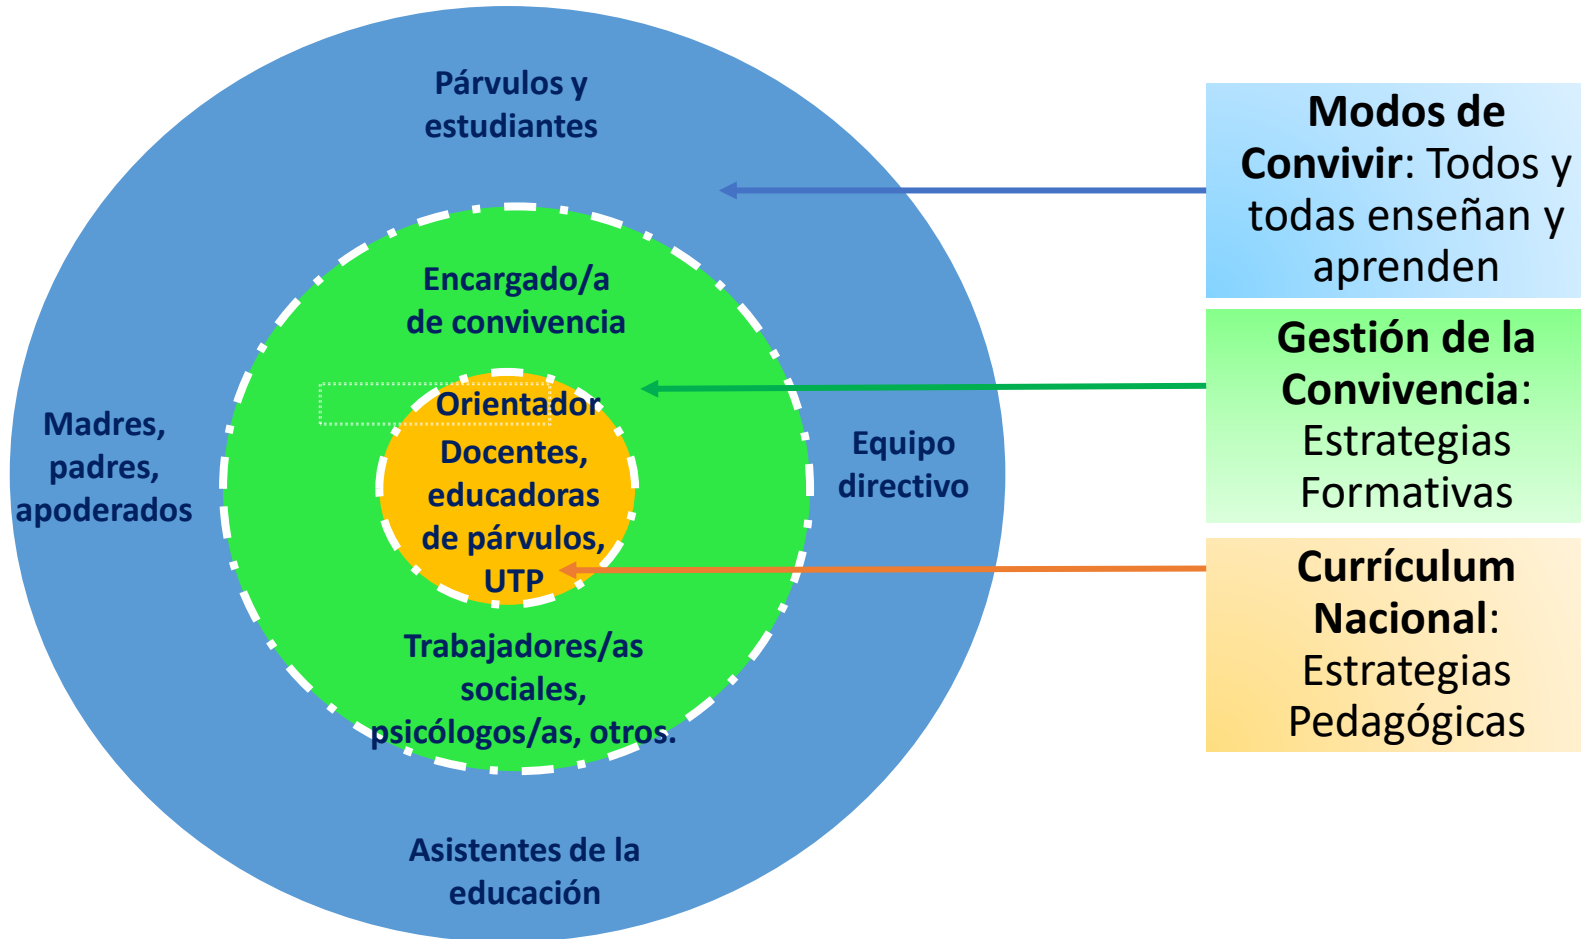 Párvulos y
estudiantes
Encargado/a
de convivencia
Orientador
Madres,
padres,
apoderados
Docentes,
educadoras
de párvulos,
UTP
Equipo
directivo
Trabajadores/as
sociales,
psicólogos/as, otros.
Asistentes de la
educación
Modos de
Convivir: Todos y
todas enseñan y
aprenden
Gestión de la
Convivencia:
Estrategias
Formativas
Currículum
Nacional:
Estrategias
Pedagógicas